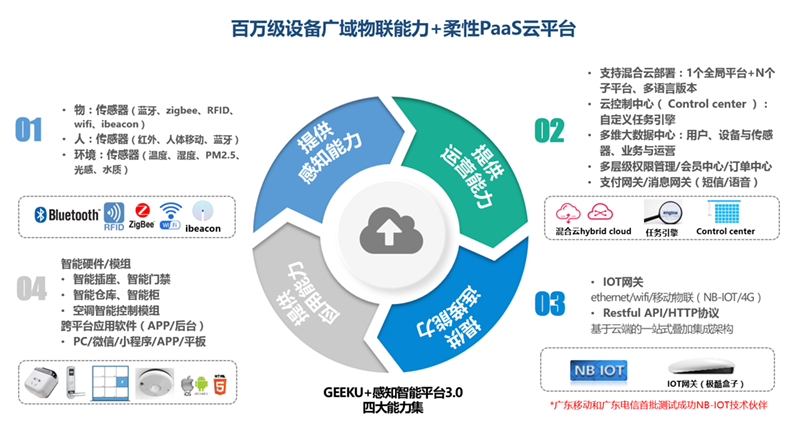 百万级设备广域物联能力+柔性PaaS云平台
01
• 物：传感器（蓝牙、zigbee、RFID、
wifi、ibeacon）
• 人：传感器（红外、人体移动、蓝牙）
• 环境：传感器（温度、湿度、PM2.5、
光感、水质）
Bluetooth
RFID
ZigBee
Wi Fi
ibeacon
提供
感知能力
提供
运营能力
提供
连接能力
提供
应用能力
02
• 支持混合云部署：1个全局平台+N个
子平台、多语言版本
• 云控制中心（ Control center ）：
自定义任务引擎
• 多维大数据中心：用户、设备与传感
器、业务与运营
• 多层级权限管理/会员中心/订单中心
• 支付网关/消息网关（短信/语音）
混合云hybrid cloud
engine
任务引擎
Control center
04
智能硬件/模组
• 智能插座、智能门禁
• 智能仓库、智能柜
• 空调智能控制模组
跨平台应用软件（APP/后台）
• PC/微信/小程序/APP/平板
iOS
HTML
5
03
• IOT网关
ethernet/wifi/移动物联（NB-IOT/4G）
• Restful API/HTTP协议
基于云端的一站式叠加集成架构
NB IOT
IOT网关（极酷盒子）
*广东移动和广东电信首批测试成功NB-IOT技术伙伴
GEEKU+感知智能平台3.0
四大能力集